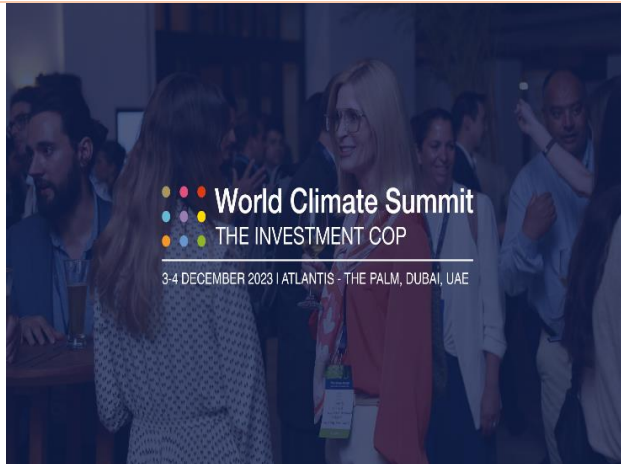 World Climate Summit
THE INVESTMENT COP
3-4 DECEMBER 2023 I ATLANTIS - THE PALM, DUBAI, UAE